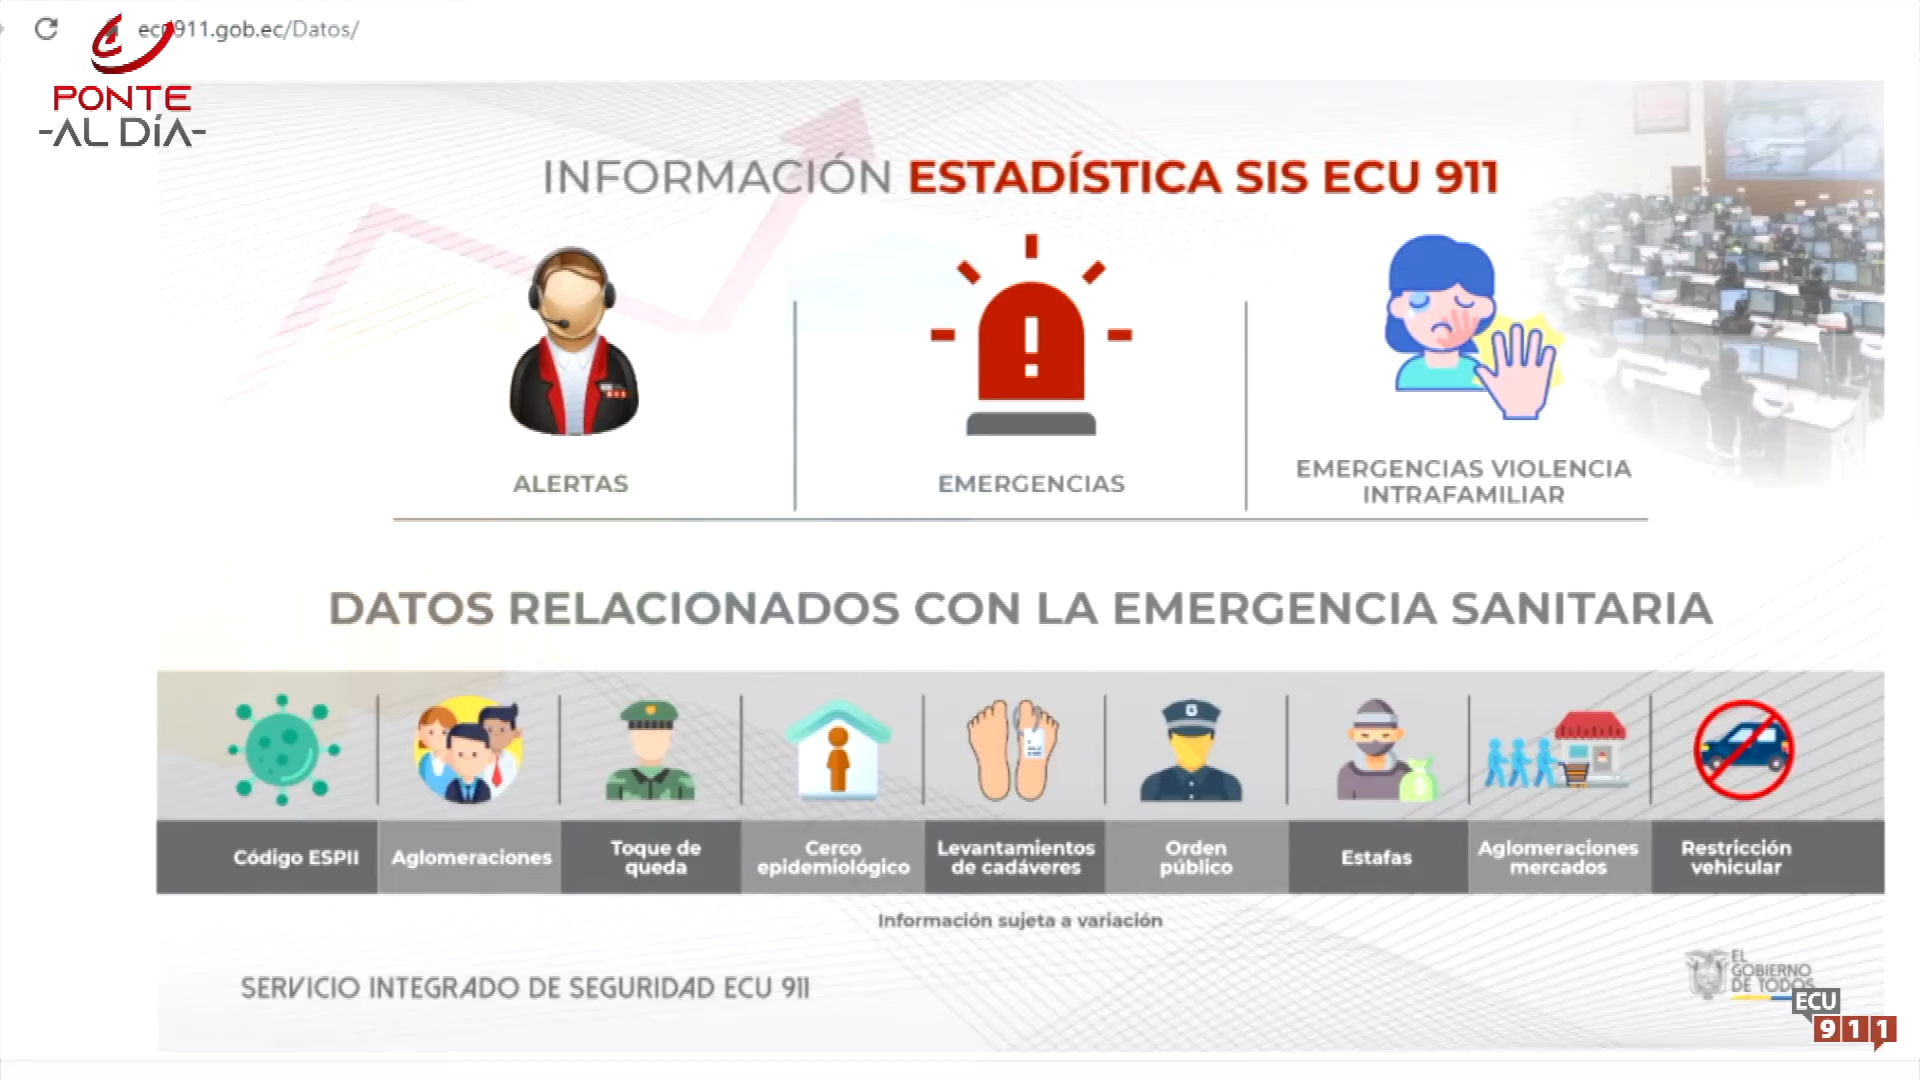 ecu911.gob.ec/Datos/
PONTE
-AL DÍA-
INFORMACIÓN ESTADÍSTICA SIS ECU 911
ALERTAS
EMERGENCIAS
EMERGENCIAS VIOLENCIA
INTRAFAMILIAR
DATOS RELACIONADOS CON LA EMERGENCIA SANITARIA
Código ESPII
Aglomeraciones
Toque de
queda
Cerco
epidemiológico
Levantamientos
de cadáveres
Orden
público
Estafas
Aglomeraciones
mercados
Restricción
vehicular
Información sujeta a variación
SERVICIO INTEGRADO DE SEGURIDAD ECU 911
EL
GOBIERNO
DE TODOS
ECU
911